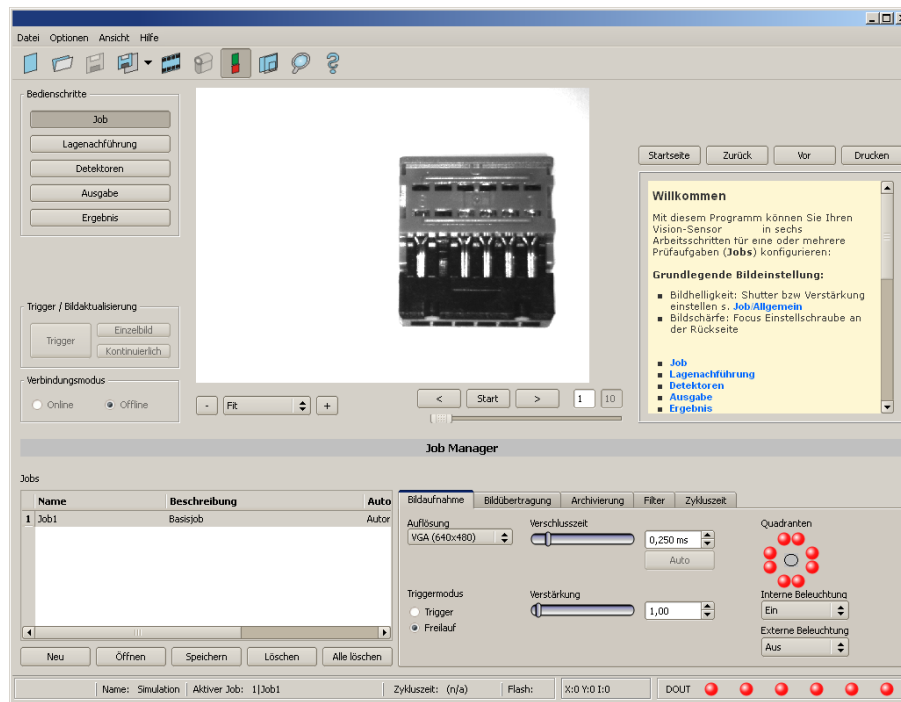 Datei Optionen Ansicht Hilfe
Bedienschritte
Job
Lagenachführung
Detektoren
Ausgabe
Ergebnis
Trigger / Bildaktualisierung
Trigger
Einzelbild
Kontinuierlich
Verbindungsmodus
Online Offline
- Fit +
< Start > 1 10
Startseite Zurück Vor Drucken
Willkommen
Mit diesem Programm können Sie Ihren
Vision-Sensor in sechs
Arbeitsschritten für eine oder mehrere
Prüfaufgaben (Jobs) konfigurieren:
Grundlegende Bildeinstellung:
Bildhelligkeit: Shutter bzw Verstärkung
einstellen s. Job/Allgemein
Bildschärfe: Focus Einstellschraube an
der Rückseite
Job
Lagenachführung
Detektoren
Ausgabe
Ergebnis
Job Manager
Jobs
Name Beschreibung Auto
1 Job1 Basisjob Autor
Neu Öffnen Speichern Löschen Alle löschen
Bildaufnahme Bildübertragung Archivierung Filter Zykluszeit
Auflösung Verschlusszeit Quadranten
VGA (640x480) 0,250 ms
Auto
Triggermodus Verstärkung Interne Beleuchtung
Trigger 1,00 Ein
Freilauf Externe Beleuchtung
Aus
Name: Simulation Aktiver Job: 1|Job1 Zykluszeit: (n/a) Flash: X:0 Y:0 I:0 DOUT